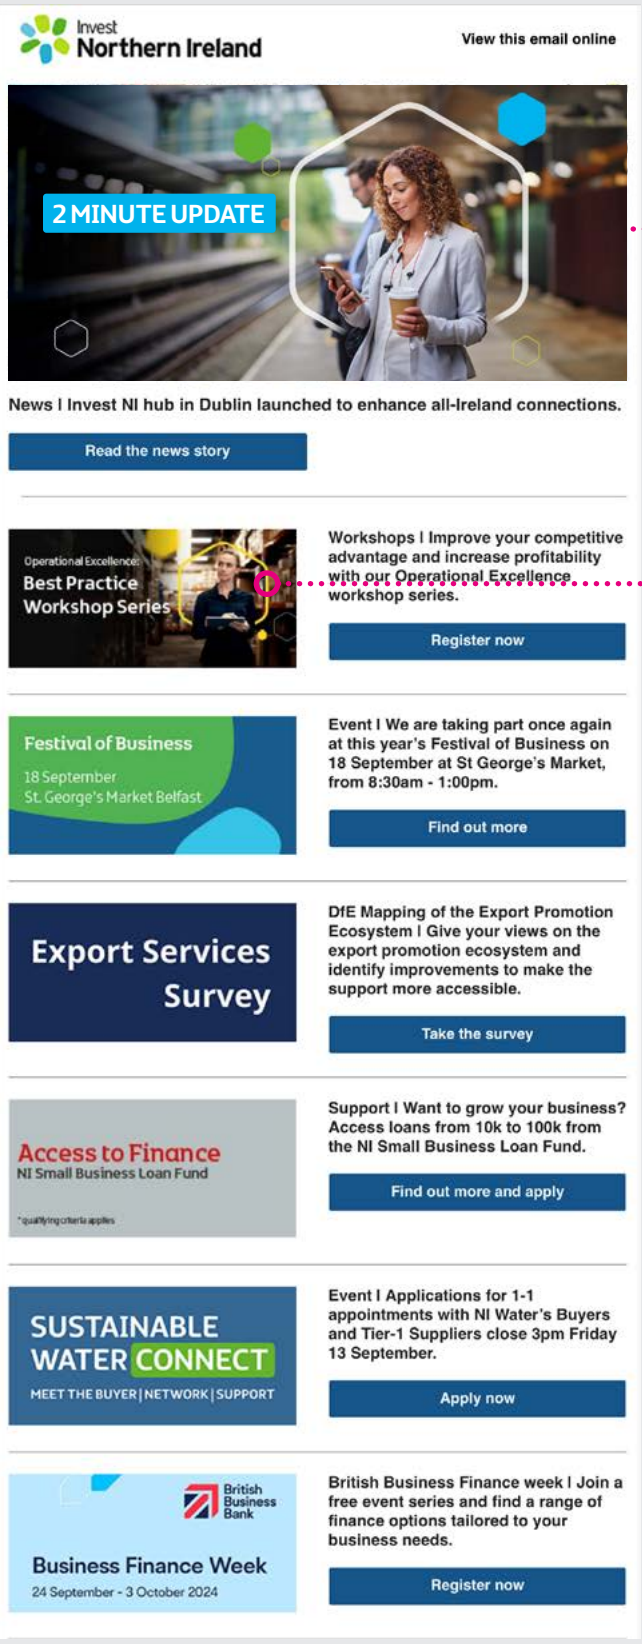 Invest
Northern Ireland
View this email online
2 MINUTE UPDATE
News I Invest NI hub in Dublin launched to enhance all-Ireland connections.
Read the news story
Operational Excellence:
Best Practice
Workshop Series
Workshops I Improve your competitive
advantage and increase profitability
with our Operational Excellence
workshop series.
Register now
Festival of Business
18 September
St. George's Market Belfast
Event I We are taking part once again
at this year's Festival of Business on
18 September at St George's Market,
from 8:30am - 1:00pm.
Find out more
Export Services
Survey
DfE Mapping of the Export Promotion
Ecosystem I Give your views on the
export promotion ecosystem and
identify improvements to make the
support more accessible.
Take the survey
Access to Finance
NI Small Business Loan Fund
*qualifying criteria applies
Support I Want to grow your business?
Access loans from 10k to 100k from
the NI Small Business Loan Fund.
Find out more and apply
SUSTAINABLE
WATER CONNECT
MEET THE BUYER | NETWORK | SUPPORT
Event I Applications for 1-1
appointments with NI Water's Buyers
and Tier-1 Suppliers close 3pm Friday
13 September.
Apply now
British
Business
Bank
Business Finance Week
24 September - 3 October 2024
British Business Finance week I Join a
free event series and find a range of
finance options tailored to your
business needs.
Register now